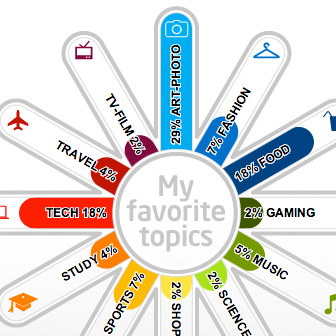 My
favorite
topics
29% ART-PHOTO
7% FASHION
18% FOOD
2% GAMING
5% MUSIC
2% SCIENCE
2% SHOP
SPORTS 7%
STUDY 4%
TECH 18%
TRAVEL 4%
TV-FILM 2%